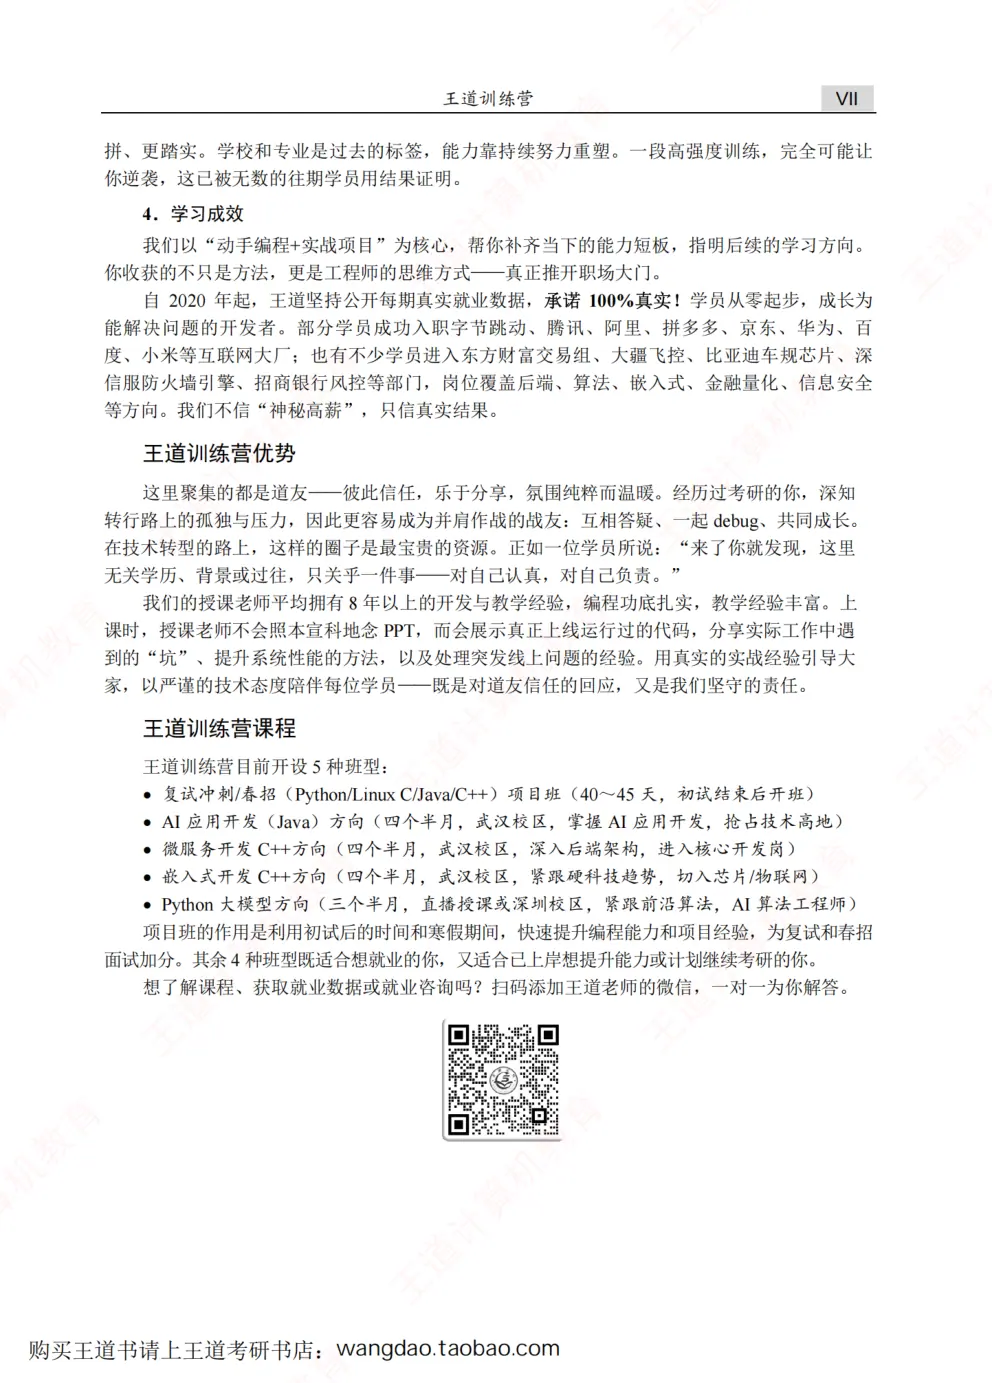 王道训练营 VII
拼、更踏实。学校和专业是过去的标签，能力靠持续努力重塑。一段高强度训练，完全可能让
你逆袭，这已被无数的往期学员用结果证明。
4．学习成效
我们以“动手编程+实战项目”为核心，帮你补齐当下的能力短板，指明后续的学习方向。
你收获的不只是方法，更是工程师的思维方式——真正推开职场大门。
自 2020 年起，王道坚持公开每期真实就业数据，承诺 100%真实！学员从零起步，成长为
能解决问题的开发者。部分学员成功入职字节跳动、腾讯、阿里、拼多多、京东、华为、百
度、小米等互联网大厂；也有不少学员进入东方财富交易组、大疆飞控、比亚迪车规芯片、深
信服防火墙引擎、招商银行风控等部门，岗位覆盖后端、算法、嵌入式、金融量化、信息安全
等方向。我们不信“神秘高薪”，只信真实结果。
王道训练营优势
这里聚集的都是道友——彼此信任，乐于分享，氛围纯粹而温暖。经历过考研的你，深知
转行路上的孤独与压力，因此更容易成为并肩作战的战友：互相答疑、一起 debug、共同成长。
在技术转型的路上，这样的圈子是最宝贵的资源。正如一位学员所说：“来了你就发现，这里
无关学历、背景或过往，只关乎一件事——对自己认真，对自己负责。”
我们的授课老师平均拥有 8 年以上的开发与教学经验，编程功底扎实，教学经验丰富。上
课时，授课老师不会照本宣科地念 PPT，而会展示真正上线运行过的代码，分享实际工作中遇
到的“坑”、提升系统性能的方法，以及处理突发线上问题的经验。用真实的实战经验引导大
家，以严谨的技术态度陪伴每位学员——既是对道友信任的回应，又是我们坚守的责任。
王道训练营课程
王道训练营目前开设 5 种班型：
● 复试冲刺/春招（Python/Linux C/Java/C++）项目班（40～45 天，初试结束后开班）
● AI 应用开发（Java）方向（四个半月，武汉校区，掌握 AI 应用开发，抢占技术高地）
● 微服务开发 C++方向（四个半月，武汉校区，深入后端架构，进入核心开发岗）
● 嵌入式开发 C++方向（四个半月，武汉校区，紧跟硬科技趋势，切入芯片/物联网）
● Python 大模型方向（三个半月，直播授课或深圳校区，紧跟前沿算法，AI 算法工程师）
项目班的作用是利用初试后的时间和寒假期间，快速提升编程能力和项目经验，为复试和春招
面试加分。其余 4 种班型既适合想就业的你，又适合已上岸想提升能力或计划继续考研的你。
想了解课程、获取就业数据或就业咨询吗？扫码添加王道老师的微信，一对一为你解答。
购买王道书请上王道考研书店：wangdao.taobao.com
王道计算机教育